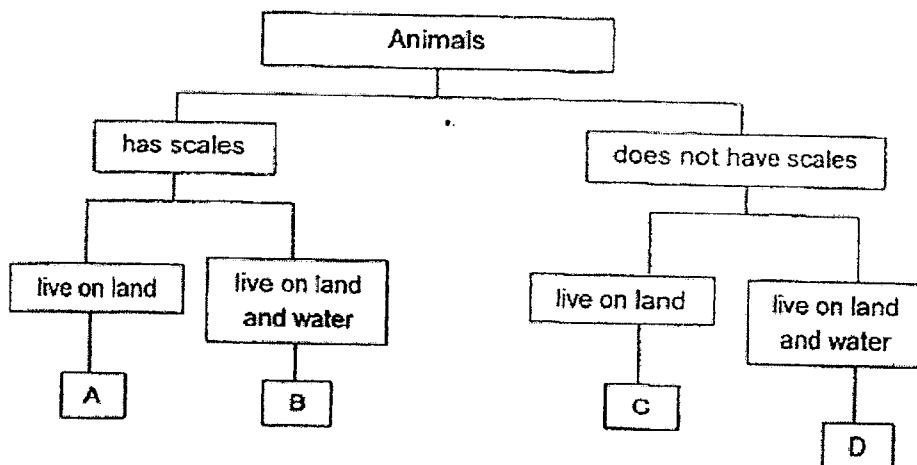 Animals
has scales
does not have scales
live on land
live on land
and water
live on land
live on land
and water
A
B
C
D